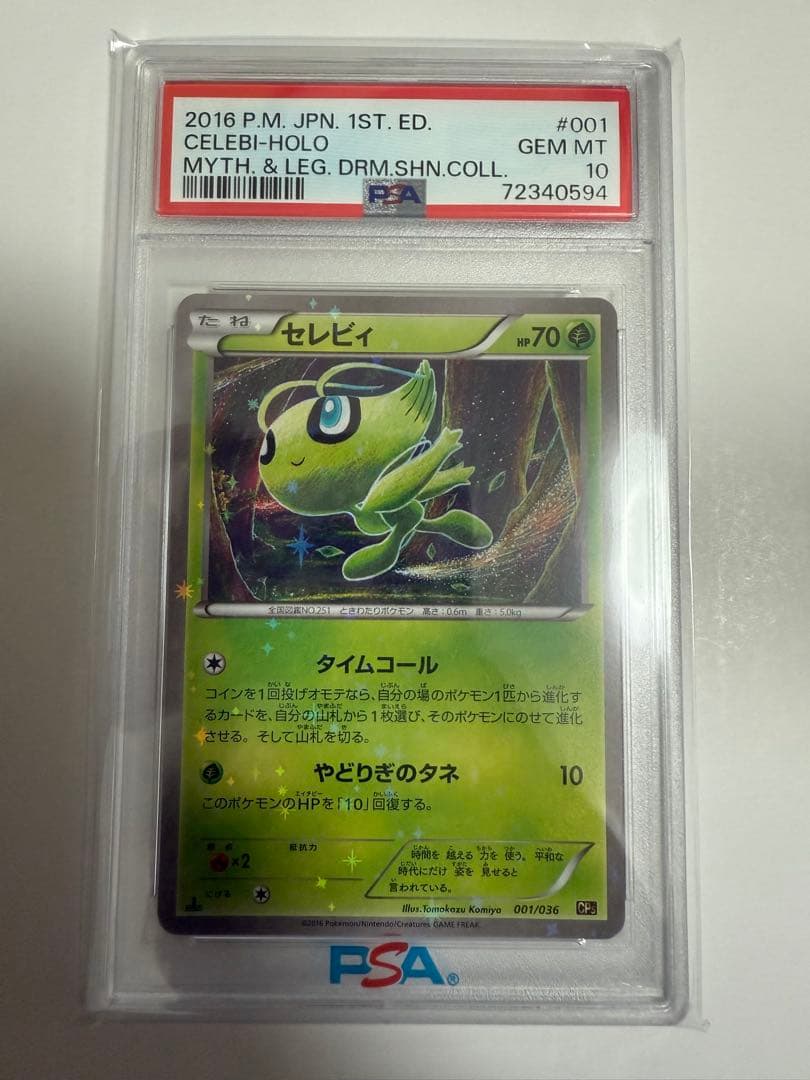 2016 P.M. JPN. 1ST. ED. #001
CELEBI-HOLO GEM MT
MYTH. & LEG. DRM.SHN.COLL. 10
PSA 72340594
たね セレビィ HP70
全国図鑑NO.251 ときわたりポケモン 高さ:0.6m 重さ:5.0kg
タイムコール
コインを1回投げオモテなら、自分の場のポケモン1匹から進化す
るカードを、自分の山札から1枚選び、そのポケモンにのせて進化
させる。そして山札を切る。
やどりぎのタネ 10
このポケモンのHPを「10」回復する。
弱点 抵抗力
×2
にげる
時間を 越える 力を 使う。 平和な
時代にだけ 姿を 見せると
言われている。
Illus.Tomokazu Komiya 001/036 CP5
©2016 Pokémon/Nintendo/Creatures GAME FREAK
PSA®